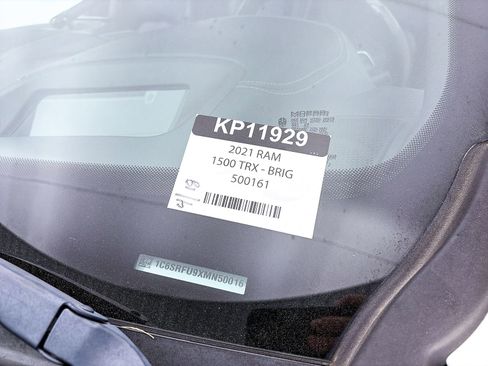 KP11929
2021 RAM
1500 TRX - BRIG
500161
1C6SRFU9XMN50016